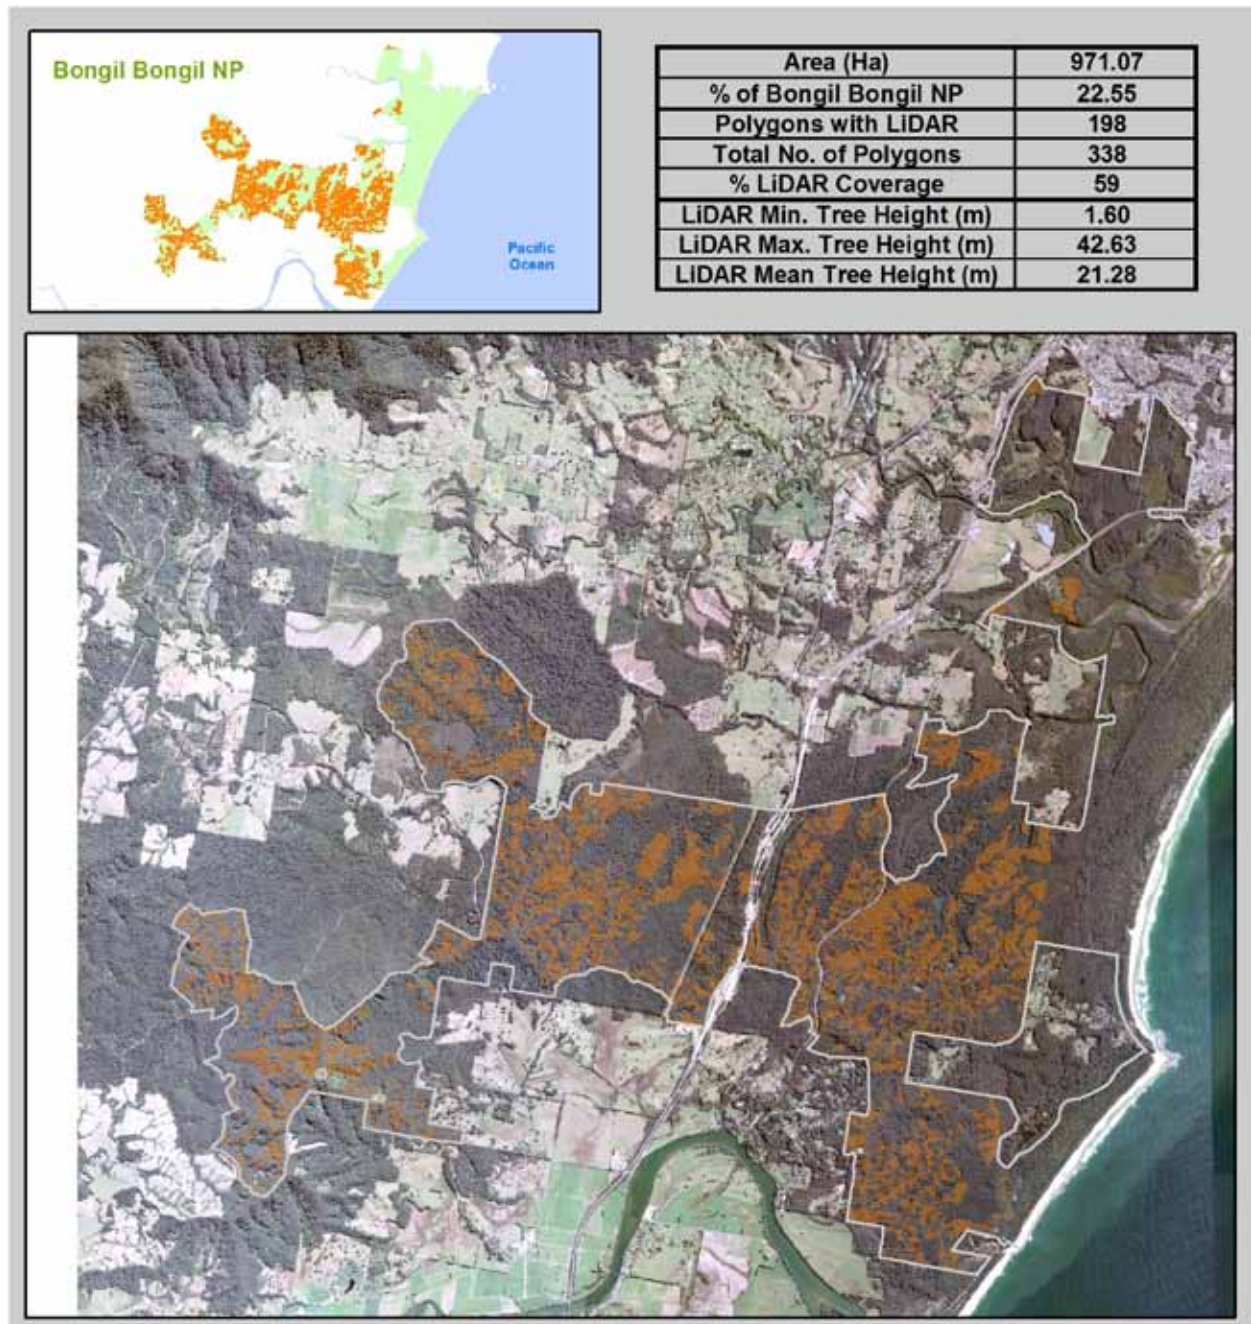 Bongil Bongil NP
Pacific
Ocean
Area (Ha) 971.07
% of Bongil Bongil NP 22.55
Polygons with LiDAR 198
Total No. of Polygons 338
% LiDAR Coverage 59
LiDAR Min. Tree Height (m) 1.60
LiDAR Max. Tree Height (m) 42.63
LiDAR Mean Tree Height (m) 21.28